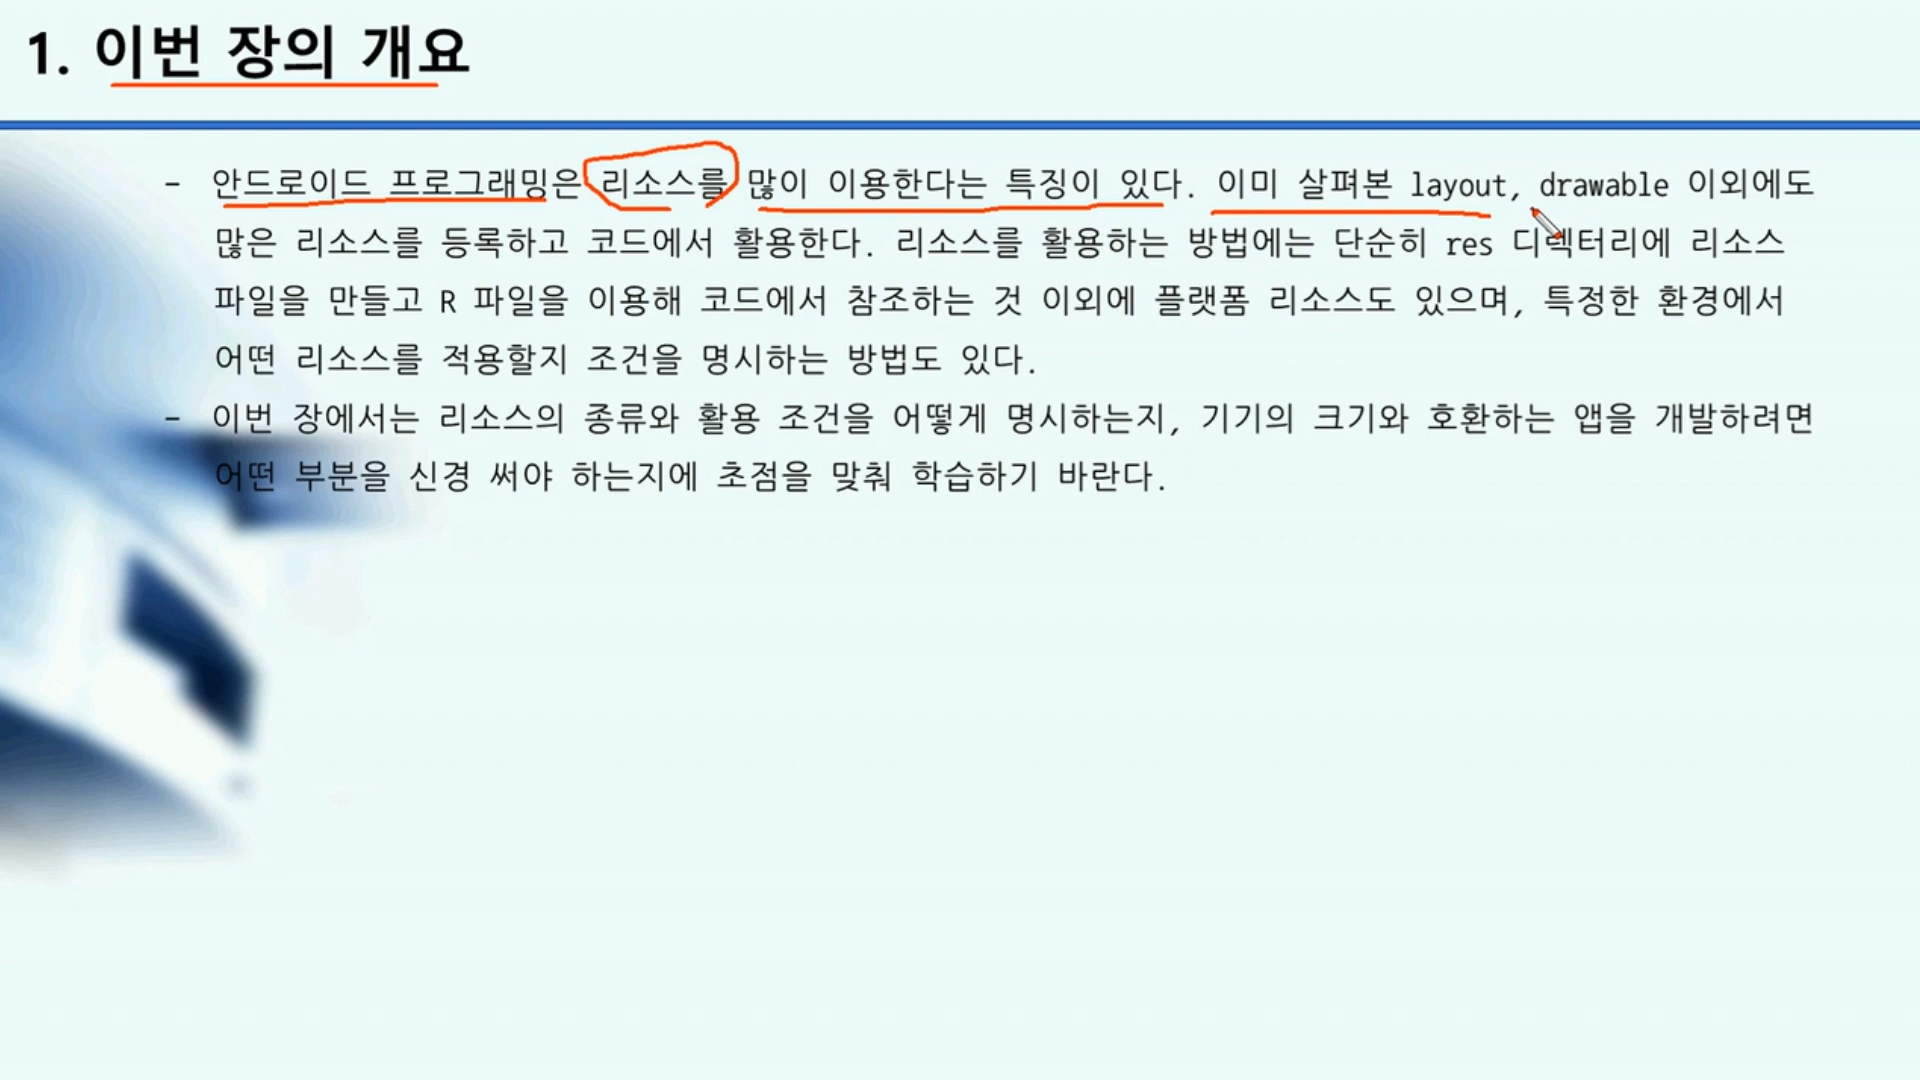 1. 이번 장의 개요
- 안드로이드 프로그래밍은 리소스를 많이 이용한다는 특징이 있다. 이미 살펴본 layout, drawable 이외에도
많은 리소스를 등록하고 코드에서 활용한다. 리소스를 활용하는 방법에는 단순히 res 디렉터리에 리소스
파일을 만들고 R 파일을 이용해 코드에서 참조하는 것 이외에 플랫폼 리소스도 있으며, 특정한 환경에서
어떤 리소스를 적용할지 조건을 명시하는 방법도 있다.
- 이번 장에서는 리소스의 종류와 활용 조건을 어떻게 명시하는지, 기기의 크기와 호환하는 앱을 개발하려면
어떤 부분을 신경 써야 하는지에 초점을 맞춰 학습하기 바란다.